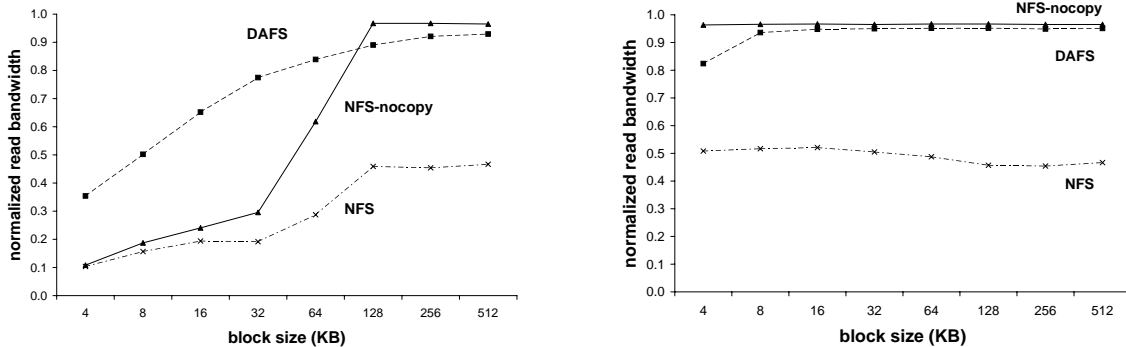 normalized read bandwidth
1.0
0.9
0.8
0.7
0.6
0.5
0.4
0.3
0.2
0.1
0.0
DAFS
NFS-nocopy
NFS
4 8 16 32 64 128 256 512
block size (KB)
normalized read bandwidth
1.0
0.9
0.8
0.7
0.6
0.5
0.4
0.3
0.2
0.1
0.0
NFS-nocopy
DAFS
NFS
4 8 16 32 64 128 256 512
block size (KB)